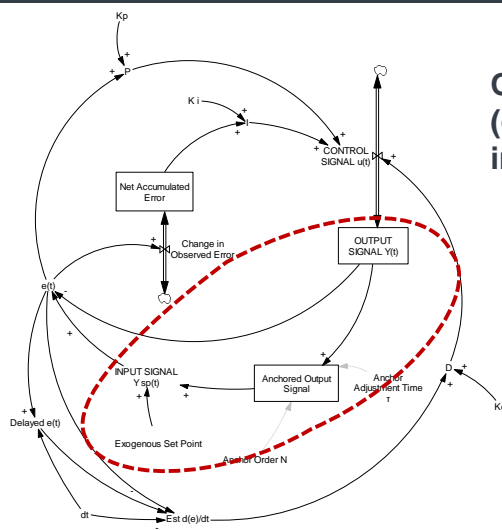 Kp
P
K i
I
CONTROL
SIGNAL u(t)
Net Accumulated
Error
Change in
Observed Error
OUTPUT
SIGNAL Y(t)
e(t)
INPUT SIGNAL
Y sp(t)
Anchored Output
Signal
Anchor
Adjustment Time
τ
D
Delayed e(t)
Exogenous Set Point
Anchor Order N
dt
Est d(e)/dt